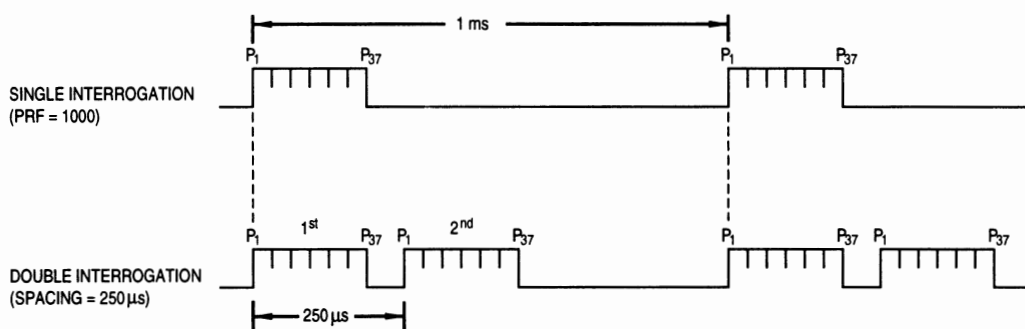 1 ms
P1 P37 P1 P37
SINGLE INTERROGATION
(PRF = 1000)
P1 1st P37 P1 2nd P37 P1 P37 P1 P37
DOUBLE INTERROGATION
(SPACING = 250 µs)
250 µs